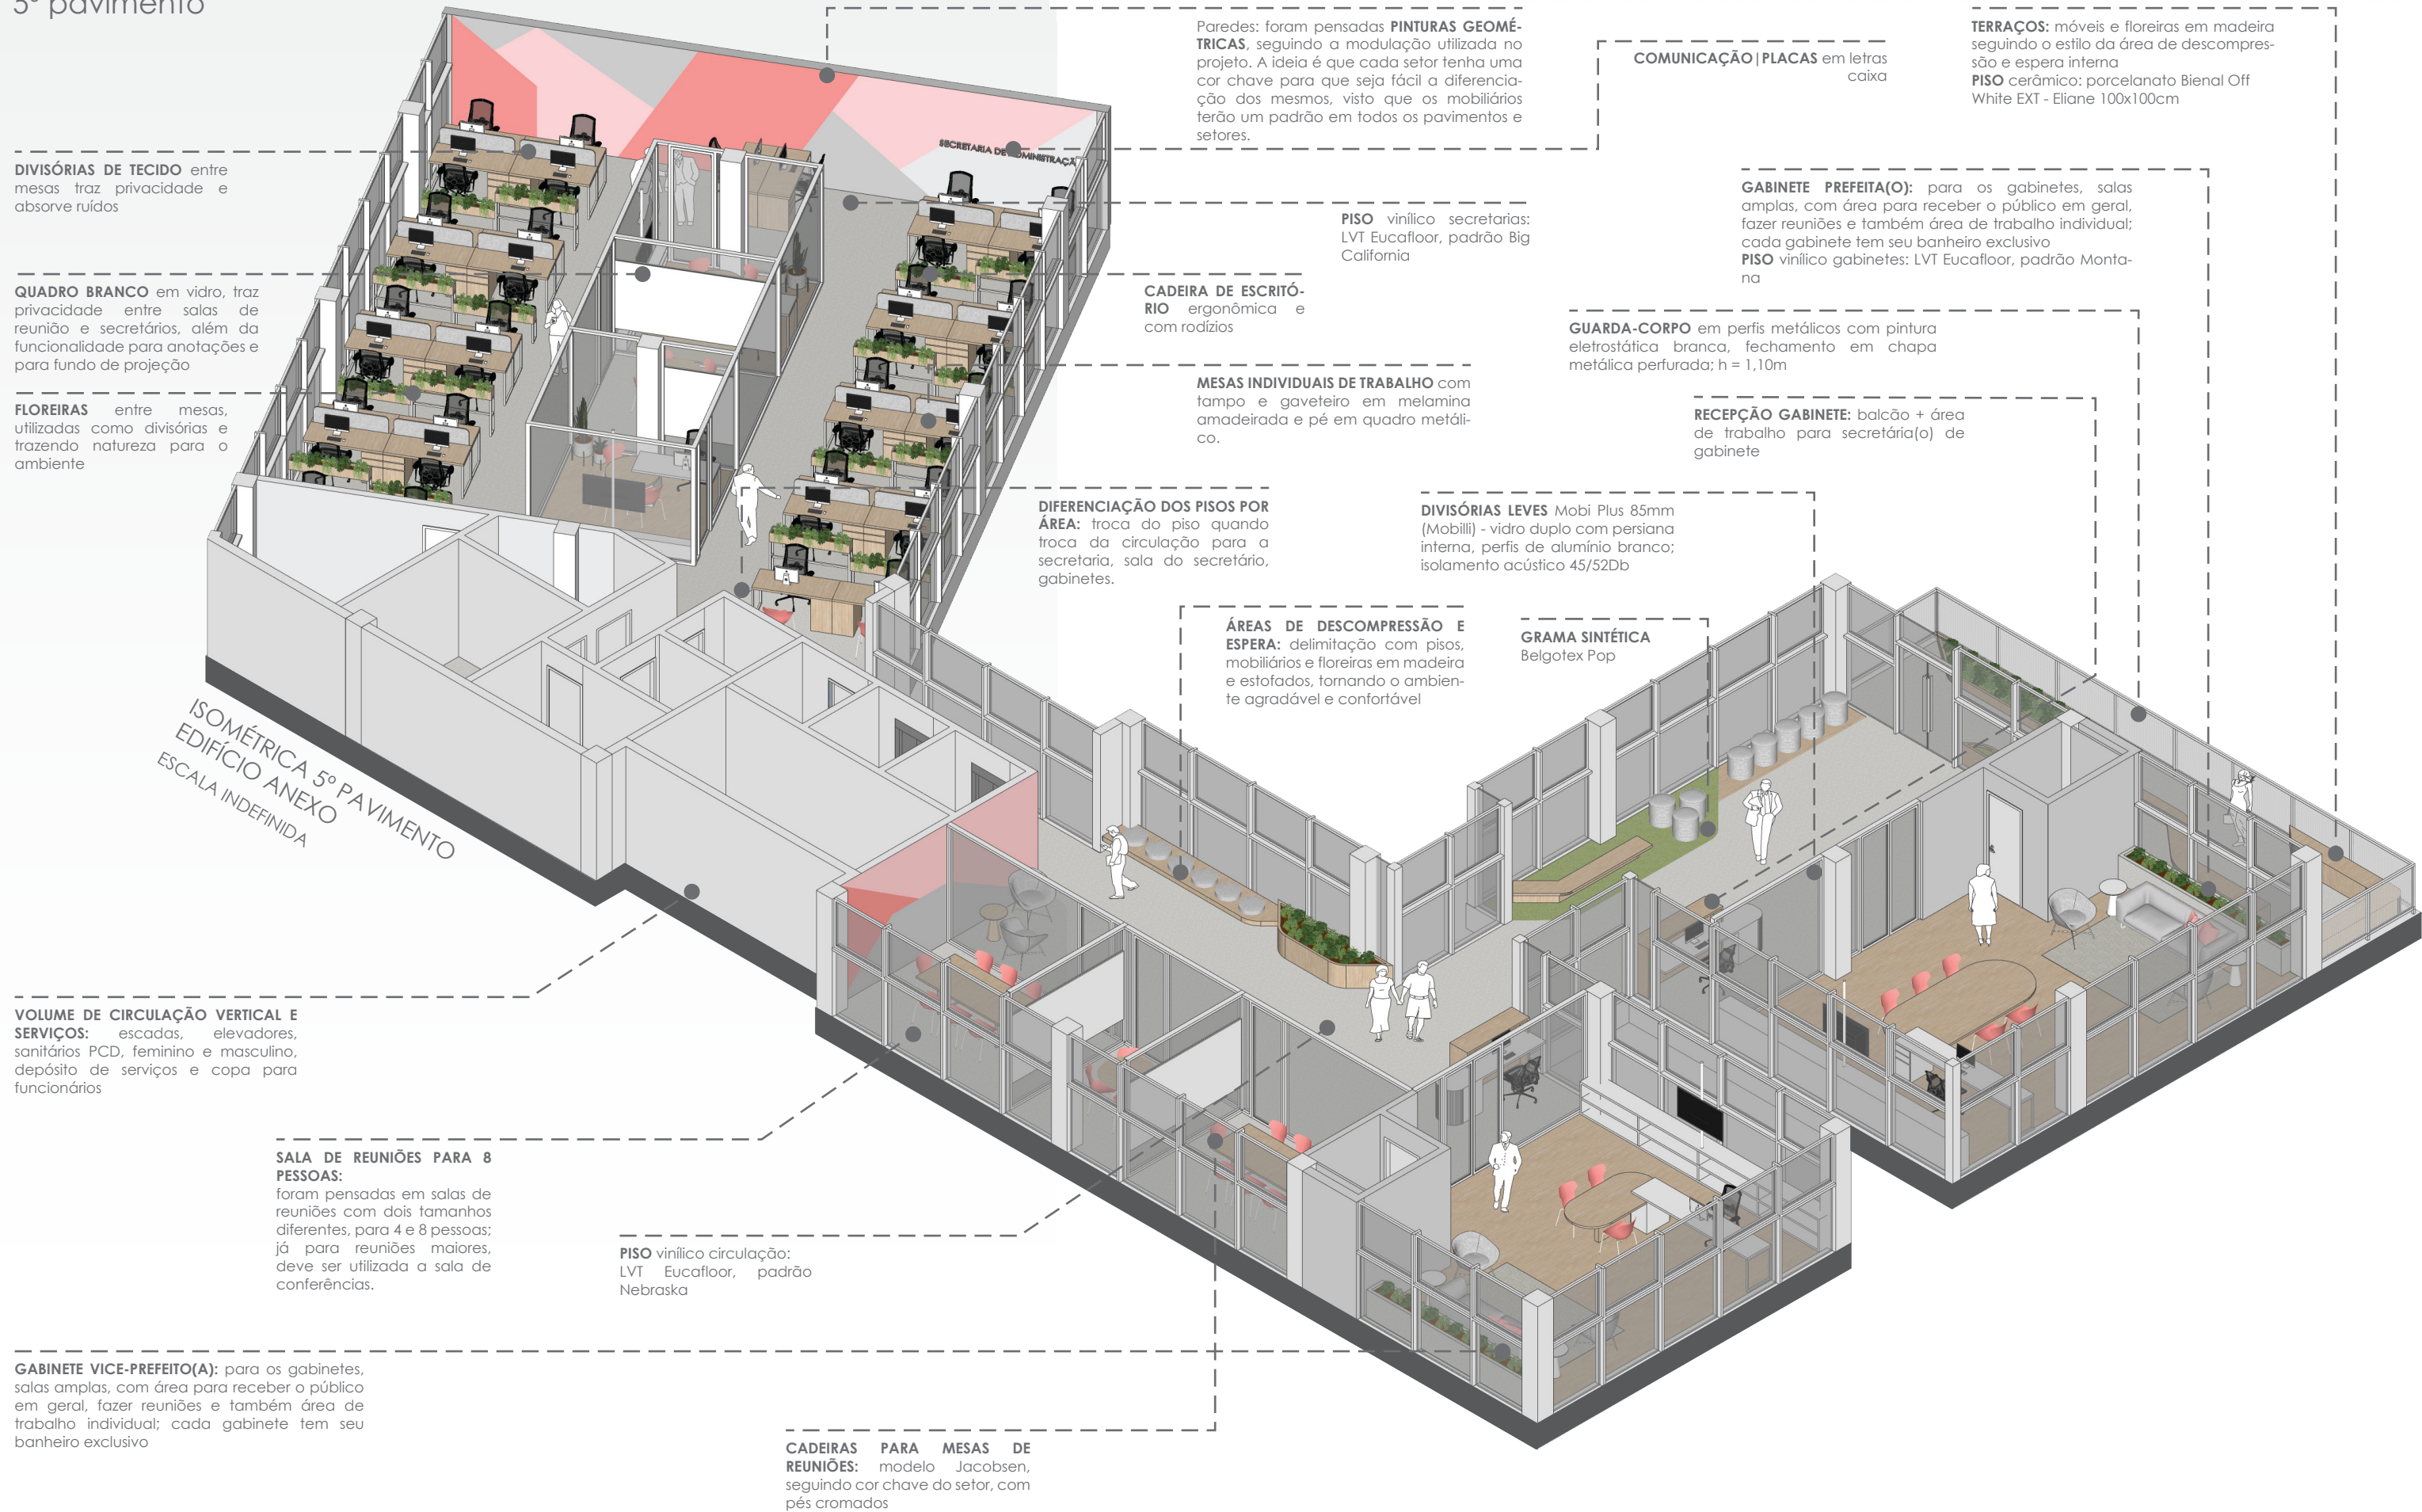 5º pavimento
Paredes: foram pensadas PINTURAS GEOMÉ-
TRICAS, seguindo a modulação utilizada no
projeto. A ideia é que cada setor tenha uma
cor chave para que seja fácil a diferencia-
ção dos mesmos, visto que os mobiliários
terão um padrão em todos os pavimentos e
setores.
COMUNICAÇÃO|PLACAS em letras
caixa
TERRAÇOS: móveis e floreiras em madeira
seguindo o estilo da área de descompres-
são e espera interna
PISO cerâmico: porcelanato Bienal Off
White EXT - Eliane 100x100cm
SECRETARIA DE
DIVISÓRIAS DE TECIDO entre
mesas traz privacidade e
absorve ruídos
GABINETE PREFEITA(O): para os gabinetes, salas
amplas, com área para receber o público em geral,
fazer reuniões e também área de trabalho individual;
cada gabinete tem seu banheiro exclusivo
PISO vinílico gabinetes: LVT Eucafloor, padrão Monta-
na
PISO vinílico secretarias:
LVT Eucafloor, padrão Big
California
QUADRO BRANCO em vidro, traz
privacidade entre salas de
reunião e secretários, além da
funcionalidade para anotações e
para fundo de projeção
CADEIRA DE ESCRITÓ-
RIO ergonômica e
com rodízios
GUARDA-CORPO em perfis metálicos com pintura
eletrostática branca, fechamento em chapa
metálica perfurada; h = 1,10m
MESAS INDIVIDUAIS DE TRABALHO com
tampo e gaveteiro em melamina
amadeirada e pé em quadro metáli-
co.
FLOREIRAS entre mesas,
utilizadas como divisórias e
trazendo natureza para o
ambiente
RECEPÇÃO GABINETE: balcão + área
de trabalho para secretária(o) de
gabinete
DIFERENCIAÇÃO DOS PISOS POR
ÁREA: troca do piso quando
troca da circulação para a
secretaria, sala do secretário,
gabinetes.
DIVISÓRIAS LEVES Mobi Plus 85mm
(Mobilli) - vidro duplo com persiana
interna, perfis de alumínio branco;
isolamento acústico 45/52Db
ÁREAS DE DESCOMPRESSÃO E
ESPERA: delimitação com pisos,
mobiliários e floreiras em madeira
e estofados, tornando o ambien-
te agradável e confortável
GRAMA SINTÉTICA
Belgotex Pop
ISOMÉTRICA 5º PAVIMENTO
EDIFÍCIO ANEXO
ESCALA INDEFINIDA
VOLUME DE CIRCULAÇÃO VERTICAL E
SERVIÇOS: escadas, elevadores,
sanitários PCD, feminino e masculino,
depósito de serviços e copa para
funcionários
SALA DE REUNIÕES PARA 8
PESSOAS:
foram pensadas em salas de
reuniões com dois tamanhos
diferentes, para 4 e 8 pessoas;
já para reuniões maiores,
deve ser utilizada a sala de
conferências.
PISO vinílico circulação:
LVT Eucafloor, padrão
Nebraska
GABINETE VICE-PREFEITO(A): para os gabinetes,
salas amplas, com área para receber o público
em geral, fazer reuniões e também área de
trabalho individual; cada gabinete tem seu
banheiro exclusivo
CADEIRAS PARA MESAS DE
REUNIÕES: modelo Jacobsen,
seguindo cor chave do setor, com
pés cromados